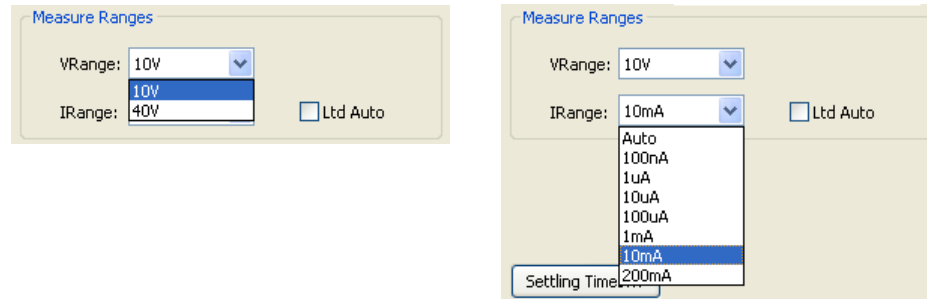 Measure Ranges
VRange: 10V
10V
40V
IRange:
Ltd Auto
Measure Ranges
VRange: 10V
IRange: 10mA
Ltd Auto
Auto
100nA
1uA
10uA
100uA
1mA
10mA
200mA
Settling Time